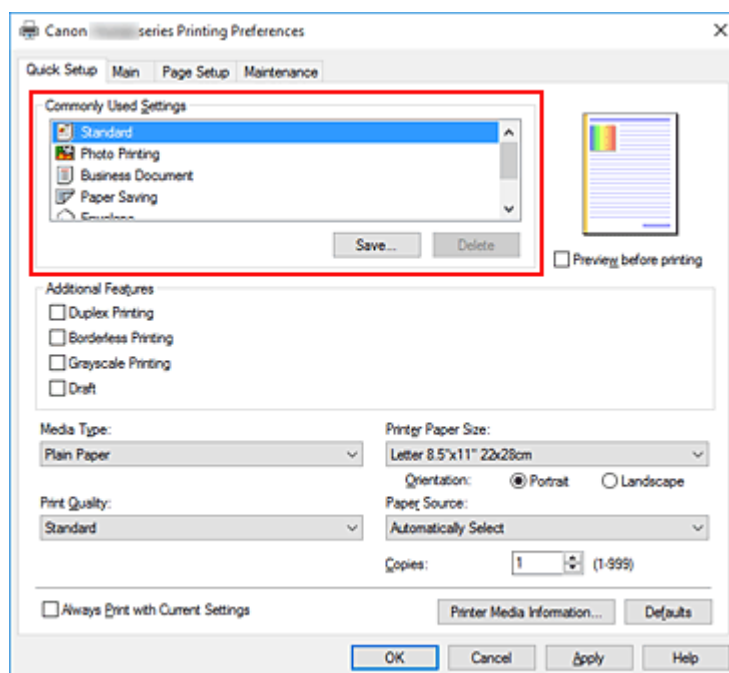 Canon series Printing Preferences
Quick Setup Main Page Setup Maintenance
Commonly Used Settings
Standard
Photo Printing
Business Document
Paper Saving
Save... Delete
Preview before printing
Additional Features
Duplex Printing
Borderless Printing
Grayscale Printing
Draft
Media Type: Printer Paper Size:
Plain Paper Letter 8.5"x11" 22x28cm
Orientation: Portrait Landscape
Print Quality: Paper Source:
Standard Automatically Select
Copies: 1 (1-999)
Always Print with Current Settings Printer Media Information... Defaults
OK Cancel Apply Help